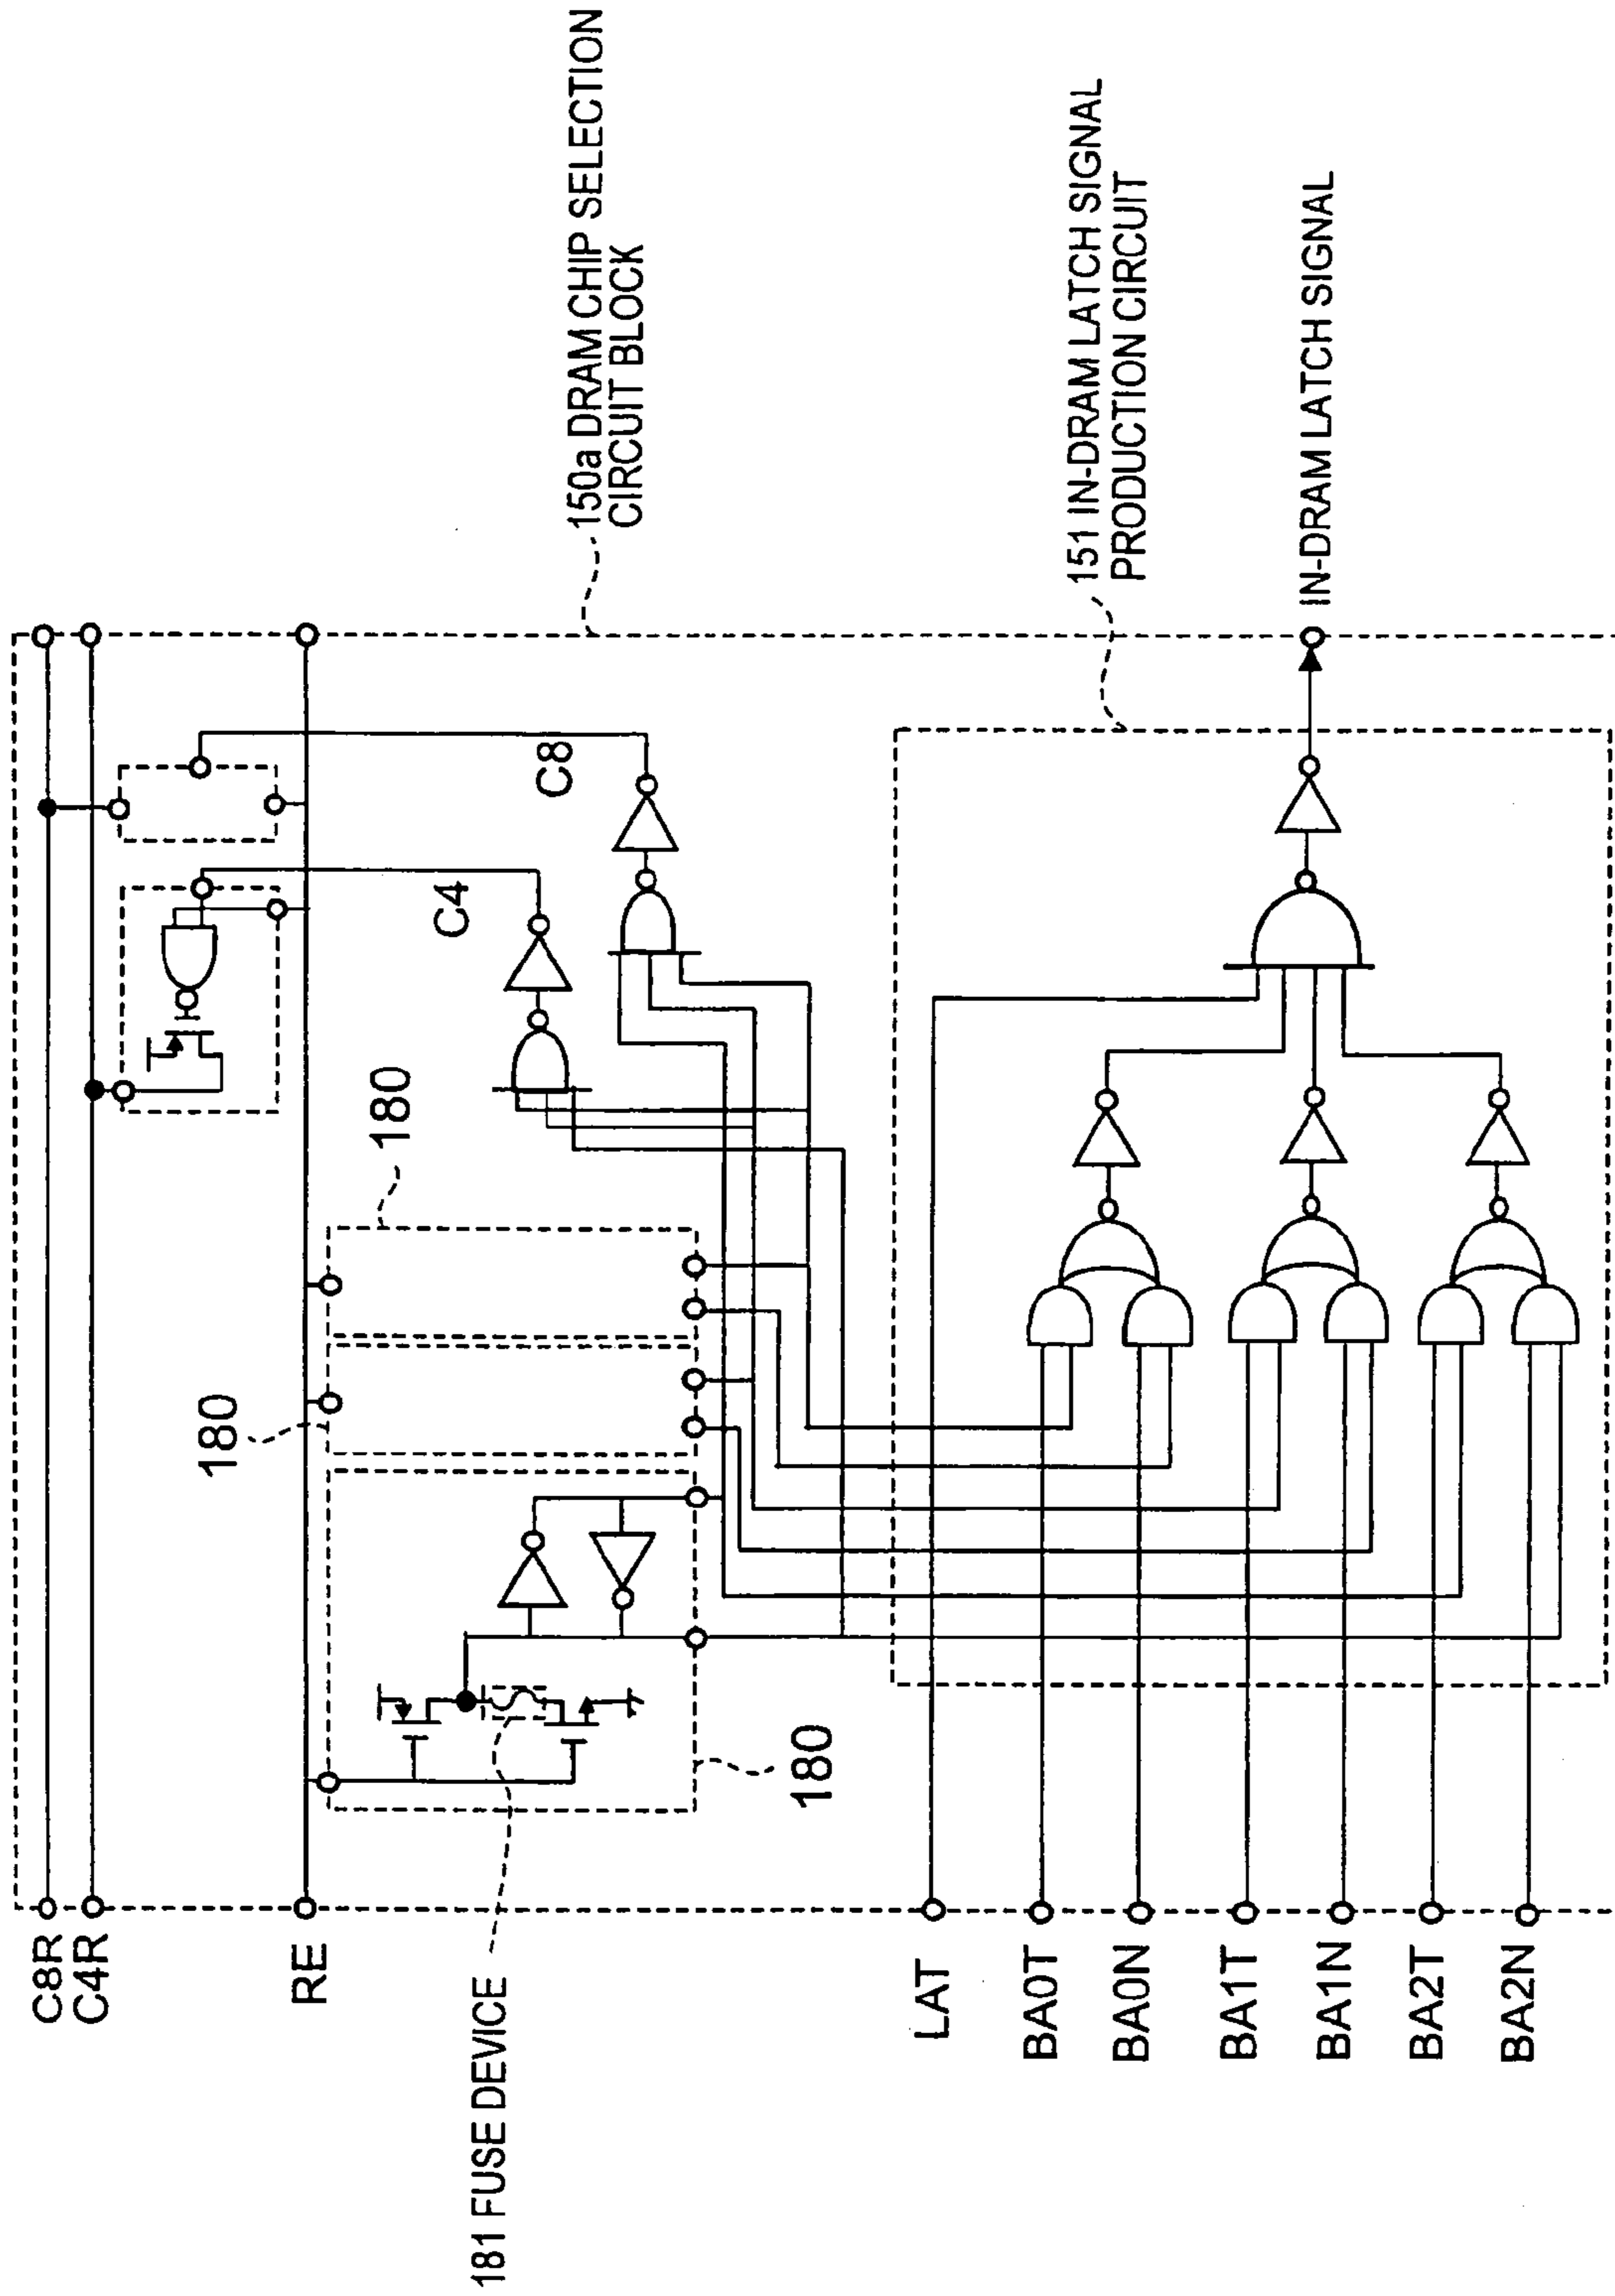 C8R
C4R
RE
180
180
180
C4
C8
181 FUSE DEVICE
150a DRAM CHIP SELECTION
CIRCUIT BLOCK
151 IN-DRAM LATCH SIGNAL
PRODUCTION CIRCUIT
IN-DRAM LATCH SIGNAL
LAT
BA0T
BA0N
BA1T
BA1N
BA2T
BA2N